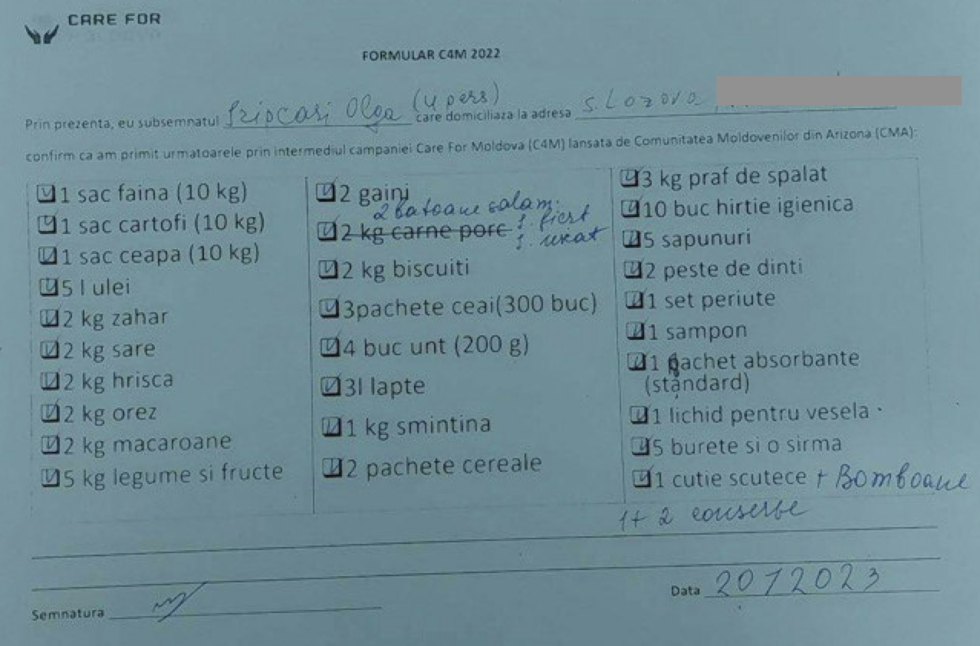 CARE FOR
FORMULAR C4M 2022
Prin prezenta, eu subsemnatul Olga (4 pers) care domiciliaza la adresa s. Lozova
confirm ca am primit urmatoarele prin intermediul campaniei Care For Moldova (C4M) lansata de Comunitatea Moldovenilor din Arizona (CMA):
1 sac faina (10 kg)
1 sac cartofi (10 kg)
1 sac ceapa (10 kg)
5 l ulei
2 kg zahar
2 kg sare
2 kg hrisca
2 kg orez
2 kg macaroane
5 kg legume si fructe
2 gaini
2 batoane salam:
1. fiert
2 kg carne porc
1. uscat
2 kg biscuiti
3pachete ceai(300 buc)
4 buc unt (200 g)
3l lapte
1 kg smintina
2 pachete cereale
3 kg praf de spalat
10 buc hirtie igienica
5 sapunuri
2 peste de dinti
1 set periute
1 sampon
1 pachet absorbante
(standard)
1 lichid pentru vesela
5 burete si o sirma
1 cutie scutece + Bomboane
1+ 2 conserve
Semnatura
Data 20 12023